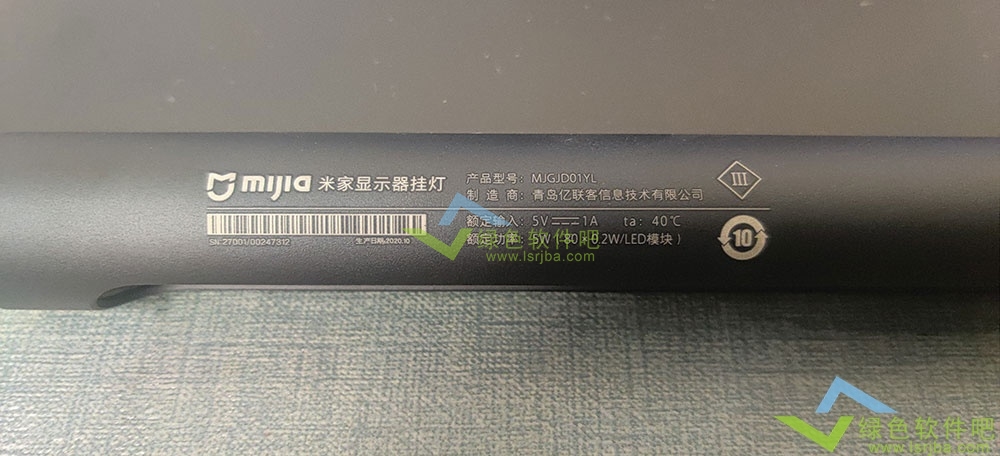 mijia 米家显示器挂灯
产品型号: MJGJD01YL
制造商: 青岛亿联客信息技术有限公司
III
SN:27001/00247312
生产日期:2020.10
额定输入: 5V⎓1A ta: 40℃
额定功率: 5W（80×0.2W/LED模块）
10
绿色软件吧
www.lsrjba.com
绿色软件吧
www.lsrjba.com